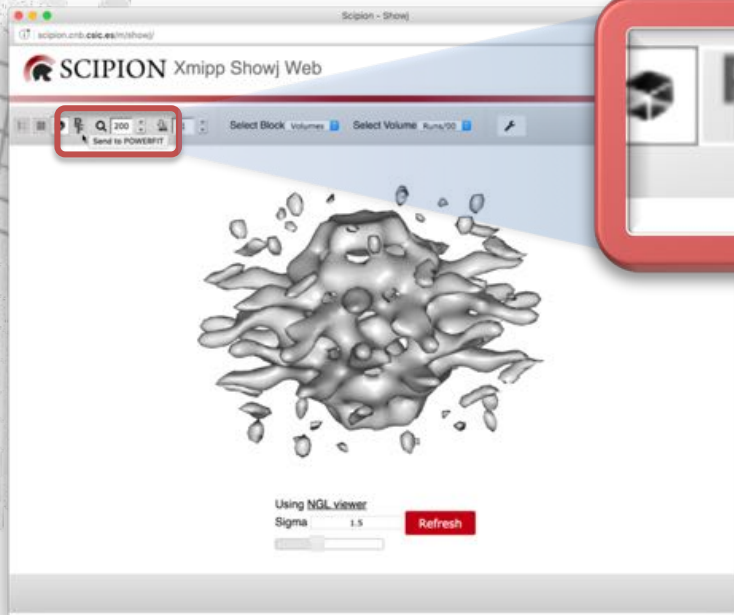 Scipion - Showj
scipion.cnb.csic.es/m/showj/
SCIPION Xmipp Showj Web
200 Select Block Volumes Select Volume Runs/00
Send to POWERFIT
Using NGL viewer
Sigma 1.5 Refresh